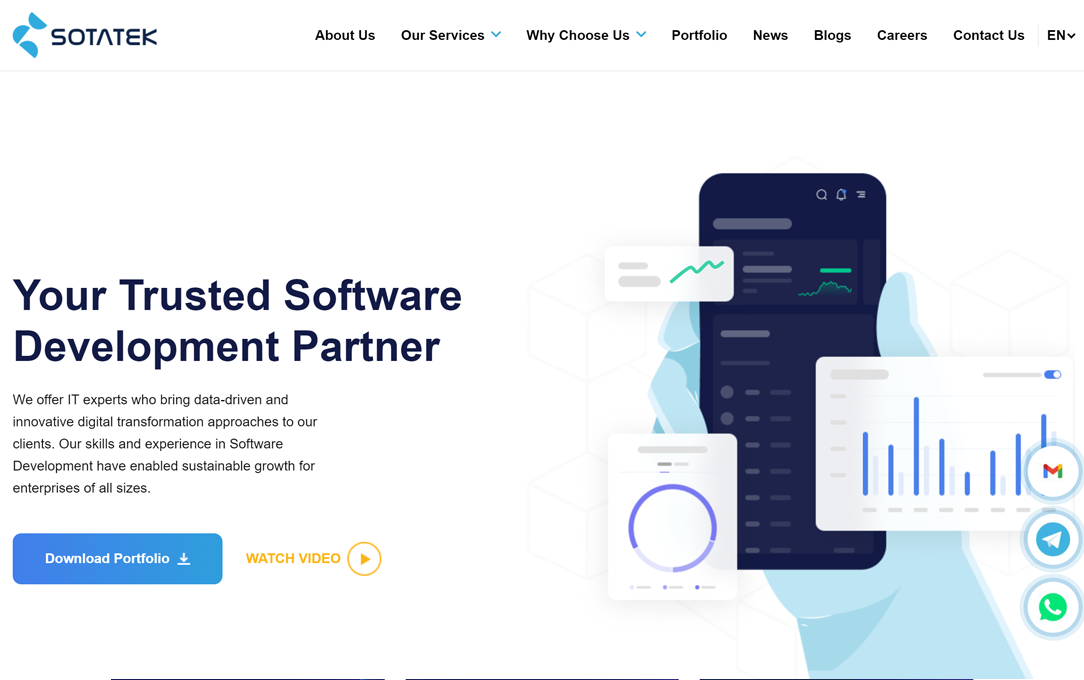 SOTATEK
About Us
Our Services
Why Choose Us
Portfolio
News
Blogs
Careers
Contact Us
EN
Your Trusted Software
Development Partner
We offer IT experts who bring data-driven and
innovative digital transformation approaches to our
clients. Our skills and experience in Software
Development have enabled sustainable growth for
enterprises of all sizes.
Download Portfolio
WATCH VIDEO